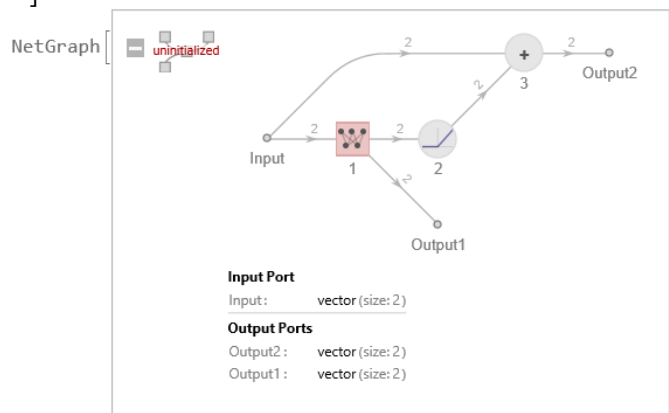 ]
NetGraph[
uninitialized
2
+
2
Output2
3
2
2
2
Input
1
2
2
Output1
Input Port
Input: vector (size: 2)
Output Ports
Output2: vector (size: 2)
Output1: vector (size: 2)